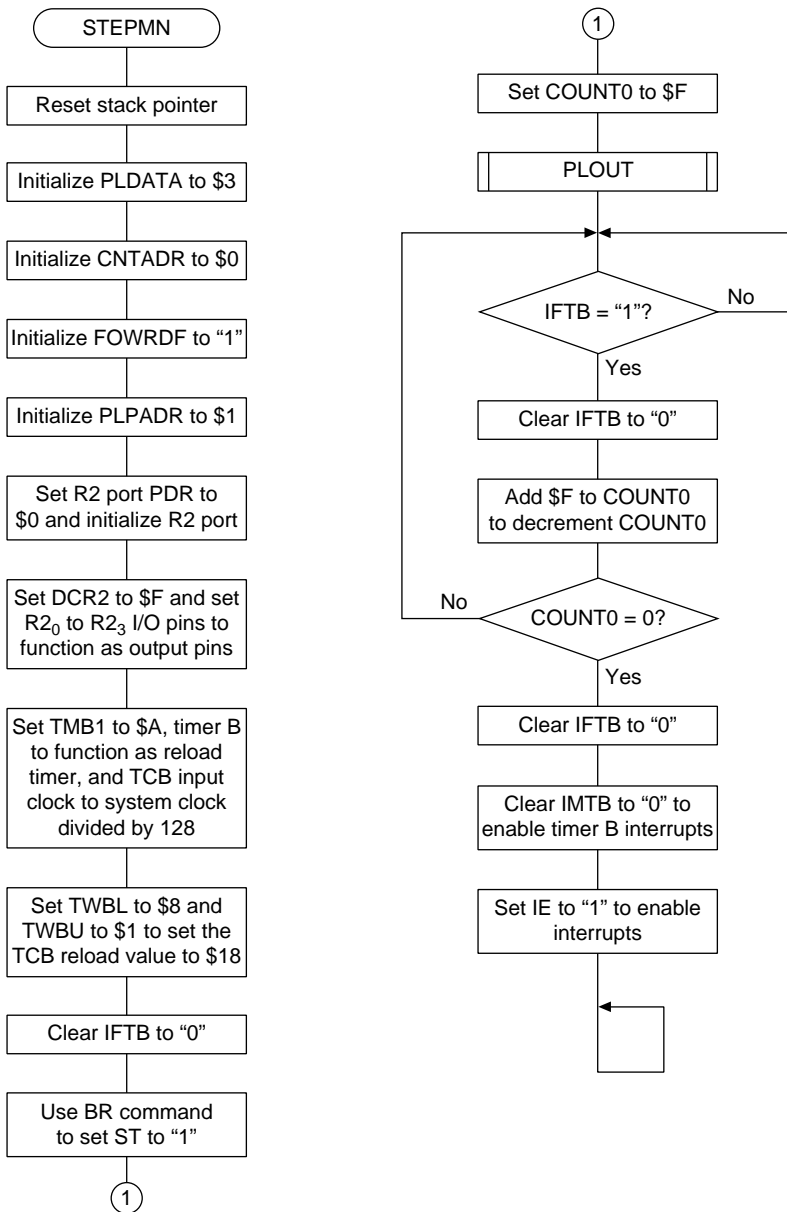 STEPMN
Reset stack pointer
Initialize PLDATA to $3
Initialize CNTADR to $0
Initialize FOWRDF to “1”
Initialize PLPADR to $1
Set R2 port PDR to
$0 and initialize R2 port
Set DCR2 to $F and set
R2₀ to R2₃ I/O pins to
function as output pins
Set TMB1 to $A, timer B
to function as reload
timer, and TCB input
clock to system clock
divided by 128
Set TWBL to $8 and
TWBU to $1 to set the
TCB reload value to $18
Clear IFTB to “0”
Use BR command
to set ST to “1”
1
1
Set COUNT0 to $F
PLOUT
IFTB = “1”?
No
Yes
Clear IFTB to “0”
Add $F to COUNT0
to decrement COUNT0
No
COUNT0 = 0?
Yes
Clear IFTB to “0”
Clear IMTB to “0” to
enable timer B interrupts
Set IE to “1” to enable
interrupts